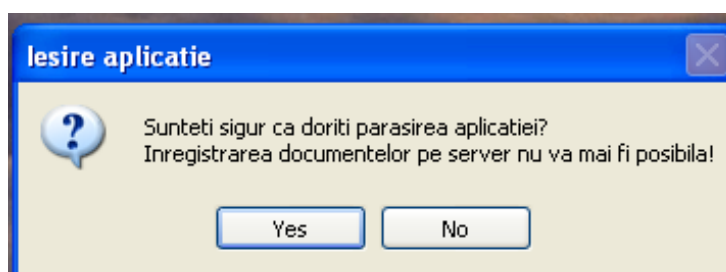 Iesire aplicatie
Sunteti sigur ca doriti parasirea aplicatiei?
Inregistrarea documentelor pe server nu va mai fi posibila!
Yes
No